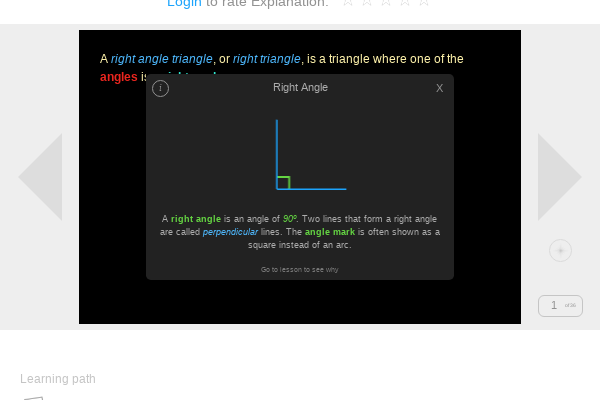 Login to rate Explanation:
A right angle triangle, or right triangle, is a triangle where one of the
angles is
i
Right Angle
X
A right angle is an angle of 90º. Two lines that form a right angle
are called perpendicular lines. The angle mark is often shown as a
square instead of an arc.
Go to lesson to see why
1 of 26
Learning path